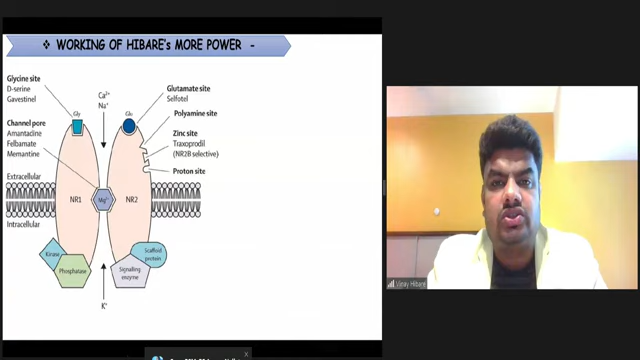 ❖ WORKING OF HIBARE's MORE POWER -
Glycine site
D-serine
Gavestinel
Ca²⁺
Na⁺
Glutamate site
Selfotel
Polyamine site
Gly
Glu
Channel pore
Amantadine
Felbamate
Memantine
Zinc site
Traxoprodil
(NR2B selective)
Proton site
Extracellular
NR1
Mg²⁺
NR2
Intracellular
Kinase
Phosphatase
Scaffold
protein
Signalling
enzyme
K⁺
Vinay Hibare